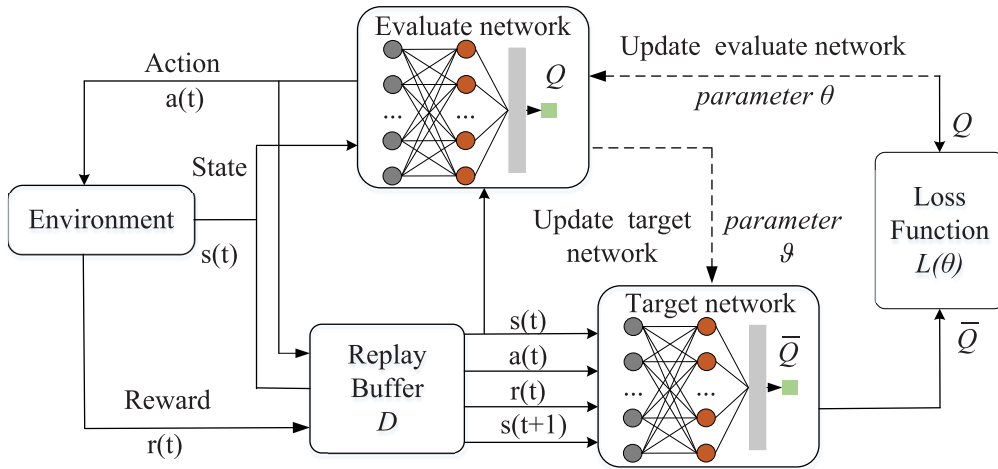 Evaluate network
Q
...
...
Action
a(t)
Update evaluate network
parameter θ
Q
State
Environment
s(t)
Loss
Function
L(θ)
Update target
network
parameter
ϑ
Target network
Q̅
...
...
Q̅
Replay
Buffer
D
s(t)
a(t)
r(t)
s(t+1)
Reward
r(t)